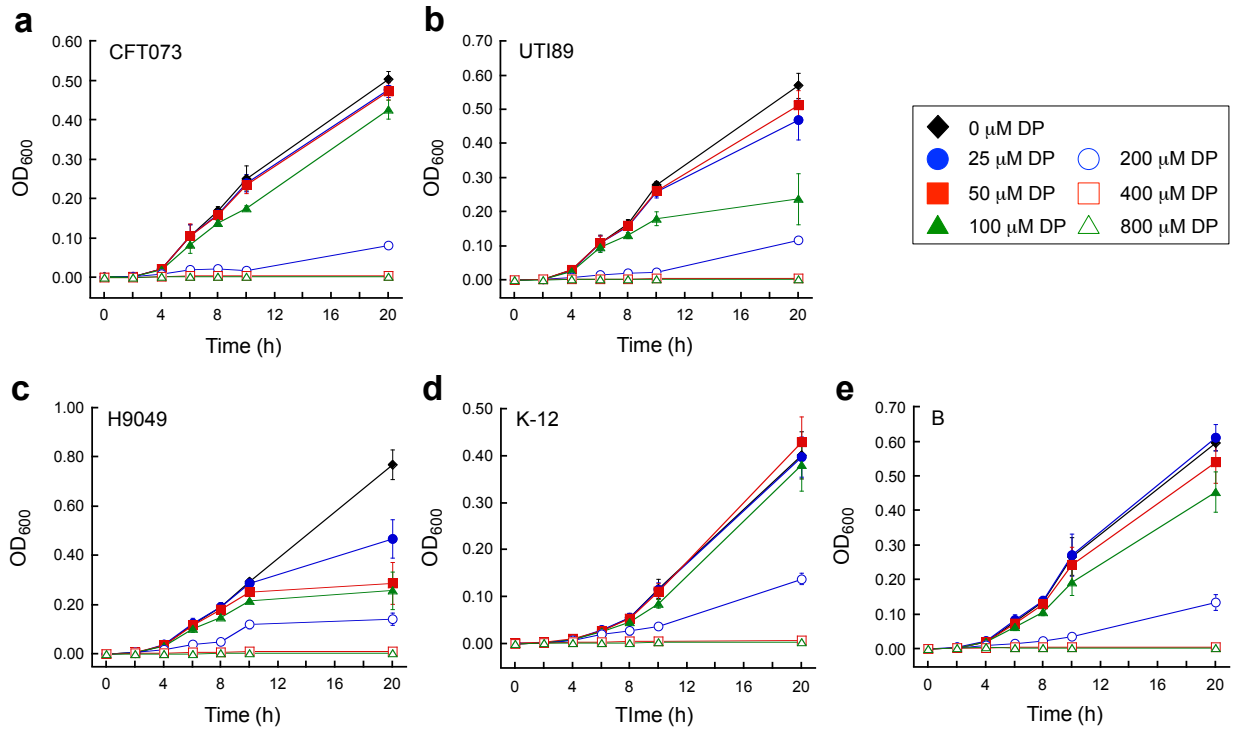 a
CFT073
0.60
0.50
0.40
0.30
0.20
0.10
0.00
OD600
0 4 8 12 16 20
Time (h)
b
UTI89
0.70
0.60
0.50
0.40
0.30
0.20
0.10
0.00
OD600
0 4 8 12 16 20
Time (h)
0 μM DP
25 μM DP 200 μM DP
50 μM DP 400 μM DP
100 μM DP 800 μM DP
c
H9049
1.00
0.80
0.60
0.40
0.20
0.00
OD600
0 4 8 12 16 20
Time (h)
d
K-12
0.50
0.40
0.30
0.20
0.10
0.00
OD600
0 4 8 12 16 20
TIme (h)
e
B
0.70
0.60
0.50
0.40
0.30
0.20
0.10
0.00
OD600
0 4 8 12 16 20
Time (h)